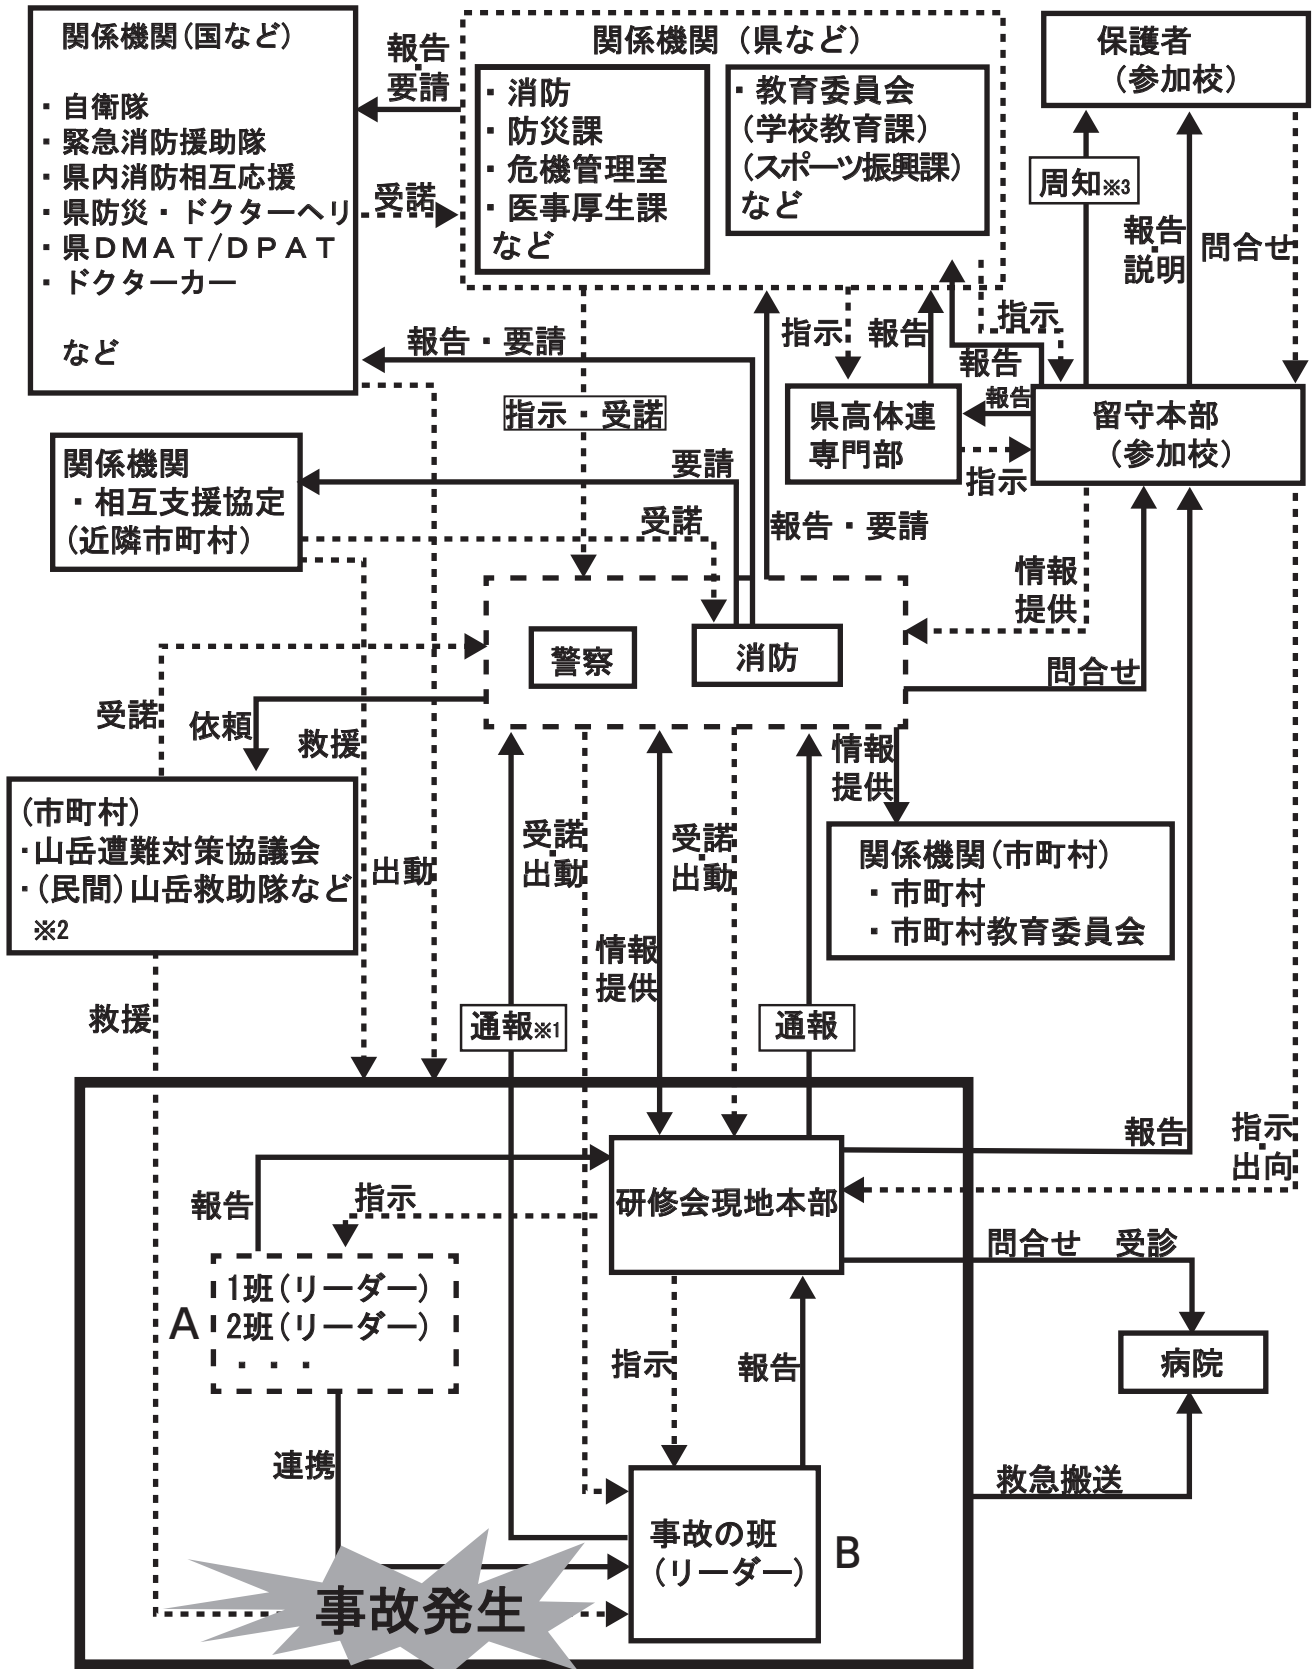 関係機関(国など)
・自衛隊
・緊急消防援助隊
・県内消防相互応援
・県防災・ドクターヘリ
・県DMAT/DPAT
・ドクターカー
など
報告
・
要請
受諾
関係機関(県など)
・消防
・防災課
・危機管理室
・医事厚生課
など
・教育委員会
(学校教育課)
(スポーツ振興課)
など
保護者
(参加校)
周知※3
報告
・
説明
問合せ
報告・要請
指示・受諾
指示
報告
指示
報告
報告
指示
県高体連
専門部
留守本部
(参加校)
関係機関
・相互支援協定
(近隣市町村)
要請
受諾
報告・要請
情報
提供
警察
消防
問合せ
受諾
依頼
救援
出動
(市町村)
・山岳遭難対策協議会
・(民間)山岳救助隊など
※2
受諾
・
出動
受諾
・
出動
情報
提供
情報
提供
関係機関(市町村)
・市町村
・市町村教育委員会
救援
通報※1
通報
報告
指示
・
出向
報告
指示
研修会現地本部
問合せ 受診
A
1班(リーダー)
2班(リーダー)
・・・
指示
報告
病院
連携
救急搬送
事故の班
(リーダー)
B
事故発生